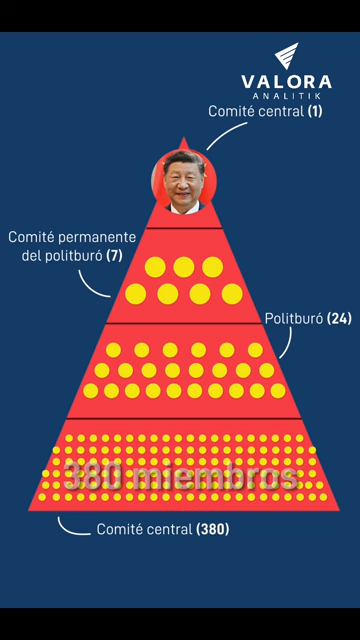 VALORA
ANALITIK
Comité central (1)
Comité permanente
del politburó (7)
Politburó (24)
380 miembros
Comité central (380)